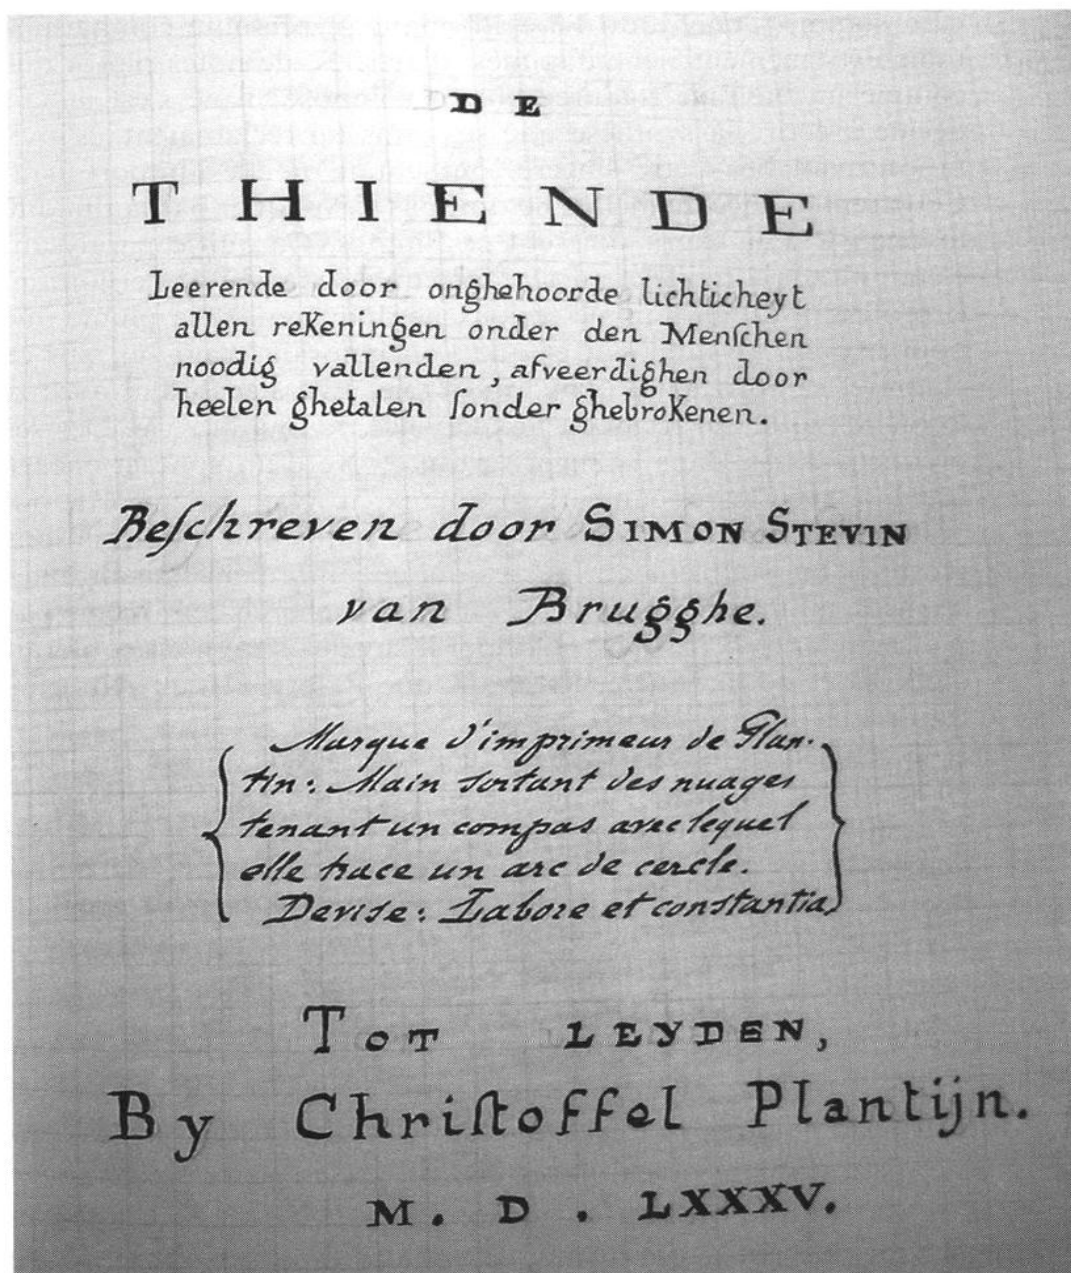 DE
THIENDE
Leerende door onghehoorde lichticheyt
allen rekeningen onder den Menſchen
noodig vallenden, afveerdighen door
heelen ghetalen ſonder ghebrokenen.
Beſchreven door SIMON STEVIN
van Brugghe.
Marque d'imprimeur de Plan-
tin: Main sortant des nuages
tenant un compas avec lequel
elle trace un arc de cercle.
Devise: Labore et constantia
TOT LEYDEN,
By Chriſtoffel Plantijn.
M. D. LXXXV.